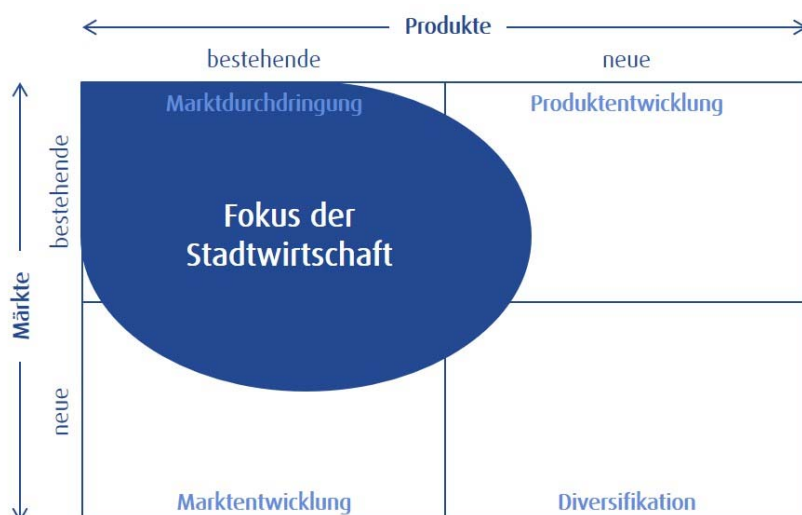 Produkte
bestehende neue
Marktdurchdringung Produktentwicklung
Märkte
bestehende
neue
Fokus der
Stadtwirtschaft
Marktentwicklung Diversifikation